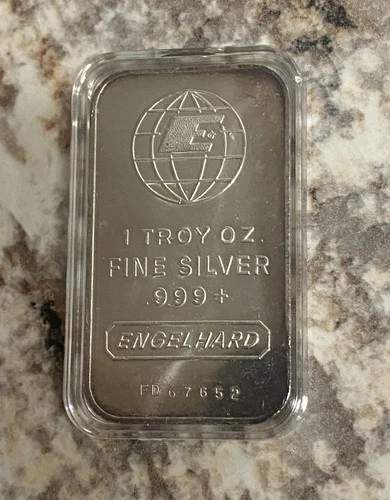 E
1 TROY OZ.
FINE SILVER
.999+
ENGELHARD
FD67652